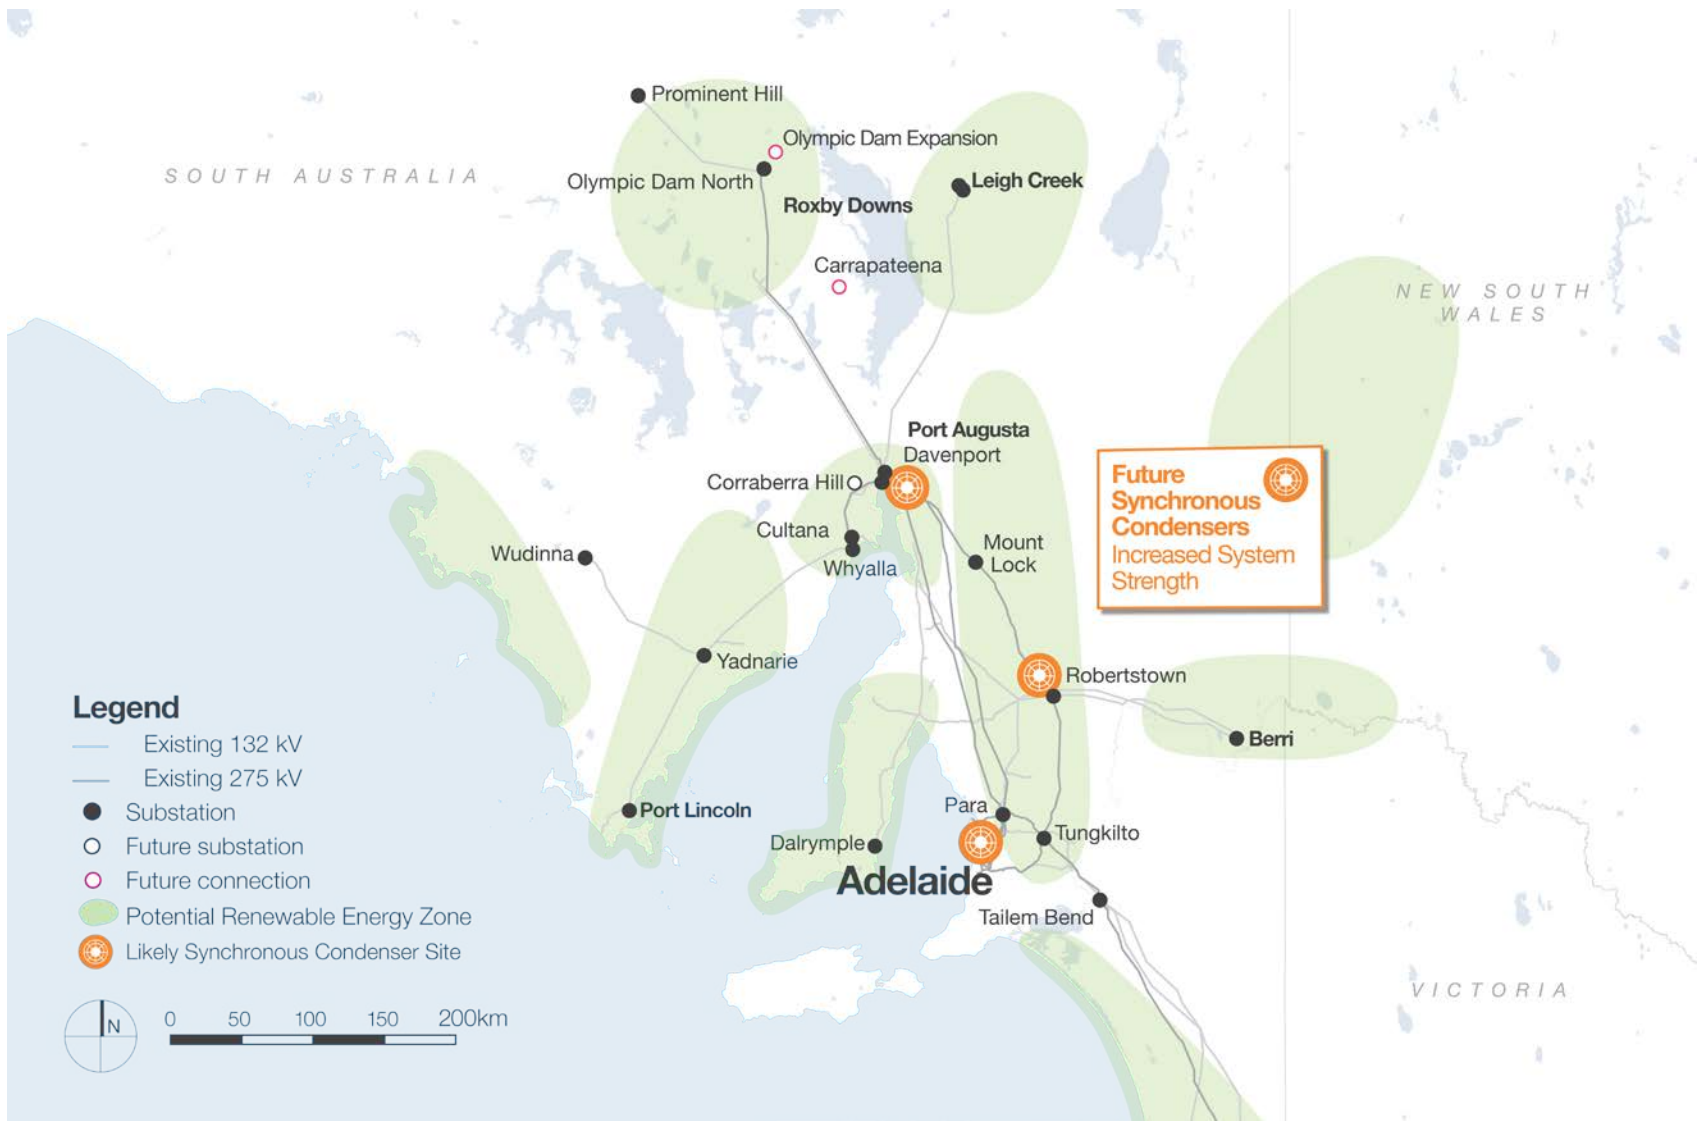 Prominent Hill
Olympic Dam Expansion
SOUTH AUSTRALIA
Olympic Dam North
Leigh Creek
Roxby Downs
Carrapateena
NEW SOUTH
WALES
Port Augusta
Davenport
Corraberra Hill
Future
Synchronous
Condensers
Increased System
Strength
Cultana
Mount
Lock
Wudinna
Whyalla
Yadnarie
Robertstown
Berri
Legend
Existing 132 kV
Existing 275 kV
Substation
Future substation
Future connection
Potential Renewable Energy Zone
Likely Synchronous Condenser Site
Port Lincoln
Para
Tungkilto
Dalrymple
Adelaide
Tailem Bend
VICTORIA
N
0 50 100 150 200km